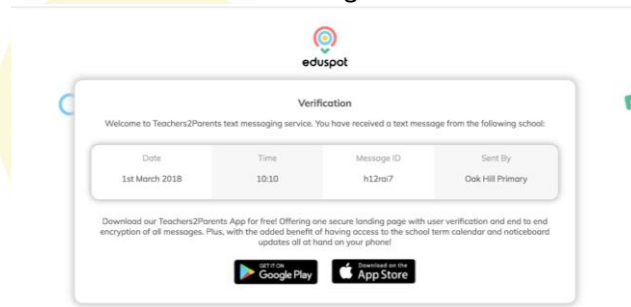 eduspot
Verification
Welcome to Teachers2Parents text messaging service. You have received a text message from the following school:
Date Time Message ID Sent By
1st March 2018 10:10 h12rai7 Oak Hill Primary
Download our Teachers2Parents App for free! Offering one secure landing page with user verification and end to end
encryption of all messages. Plus, with the added benefit of having access to the school term calendar and noticeboard
updates all at hand on your phone!
GET IT ON Google Play Download on the App Store